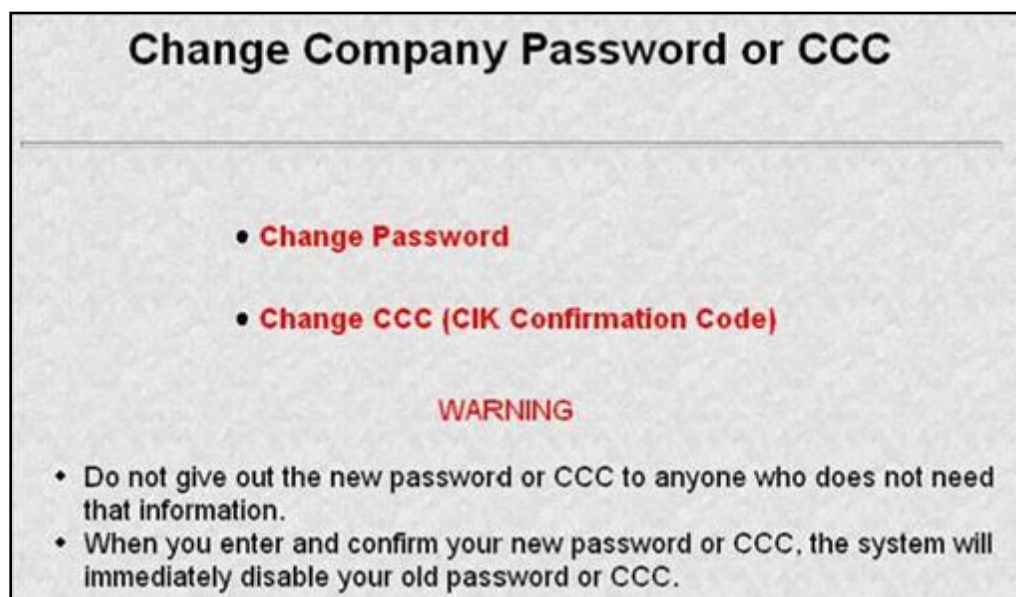 Change Company Password or CCC
• Change Password
• Change CCC (CIK Confirmation Code)
WARNING
• Do not give out the new password or CCC to anyone who does not need
that information.
• When you enter and confirm your new password or CCC, the system will
immediately disable your old password or CCC.